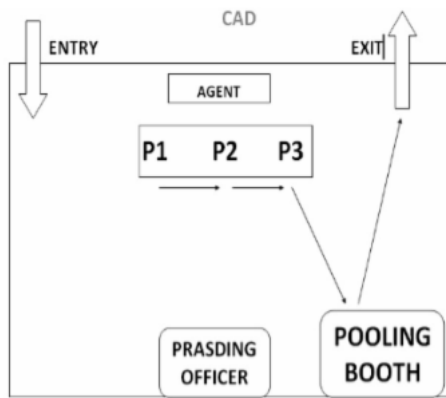 CAD
ENTRY
EXIT
AGENT
P1 P2 P3
PRASDING
OFFICER
POOLING
BOOTH